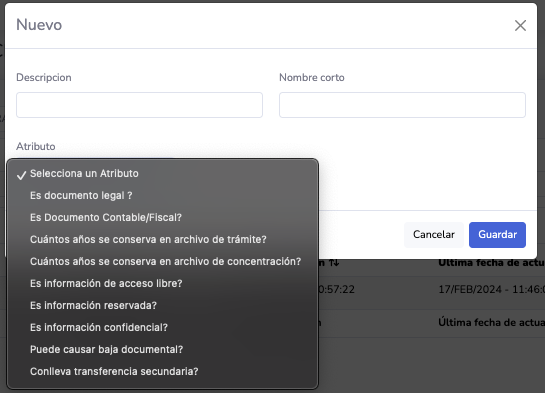 Nuevo
Descripcion
Nombre corto
Atributo
Selecciona un Atributo
Es documento legal ?
Es Documento Contable/Fiscal?
Cuántos años se conserva en archivo de trámite?
Cuántos años se conserva en archivo de concentración?
Es información de acceso libre?
Es información reservada?
Es información confidencial?
Puede causar baja documental?
Conlleva transferencia secundaria?
Cancelar
Guardar
Última fecha de actua
0:57:22
17/FEB/2024 - 11:46:0
Última fecha de actua